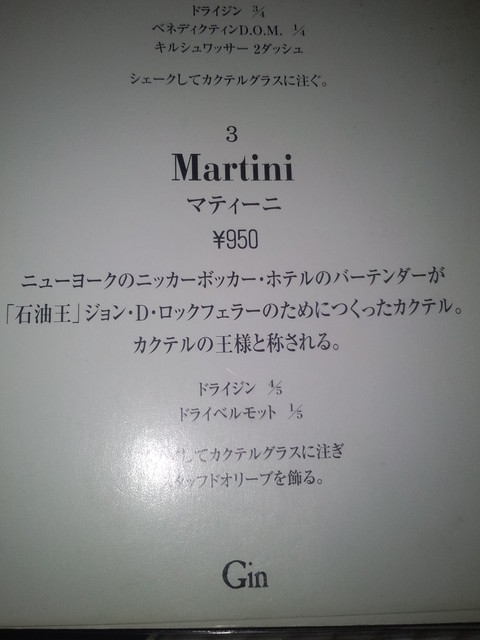 ドライジン 3/4
ベネディクティンD.O.M. 1/4
キルシュワッサー 2ダッシュ
シェークしてカクテルグラスに注ぐ。
3
Martini
マティーニ
¥950
ニューヨークのニッカーボッカー・ホテルのバーテンダーが
「石油王」ジョン・D・ロックフェラーのためにつくったカクテル。
カクテルの王様と称される。
ドライジン 4/5
ドライベルモット 1/5
してカクテルグラスに注ぎ
タッフドオリーブを飾る。
Gin